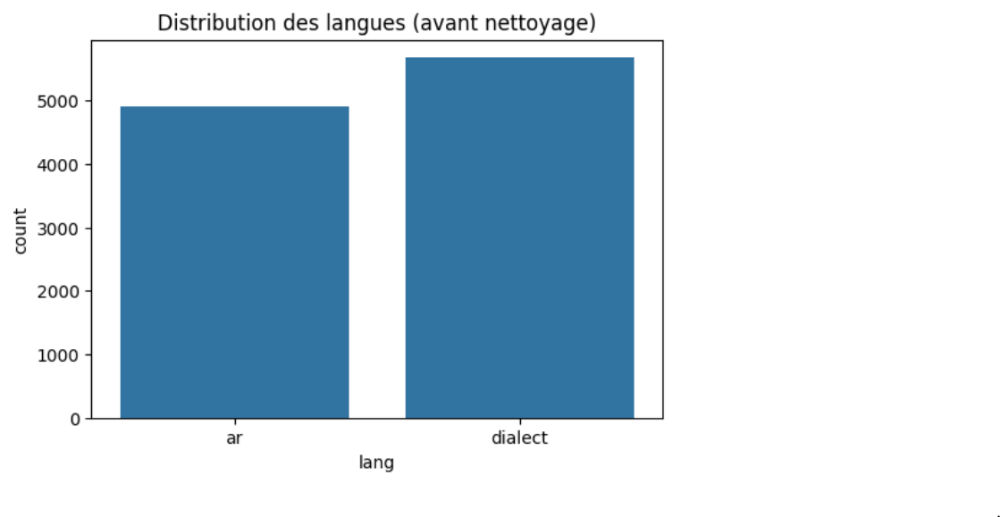 Distribution des langues (avant nettoyage)
5000
4000
3000
2000
1000
0
count
ar dialect
lang